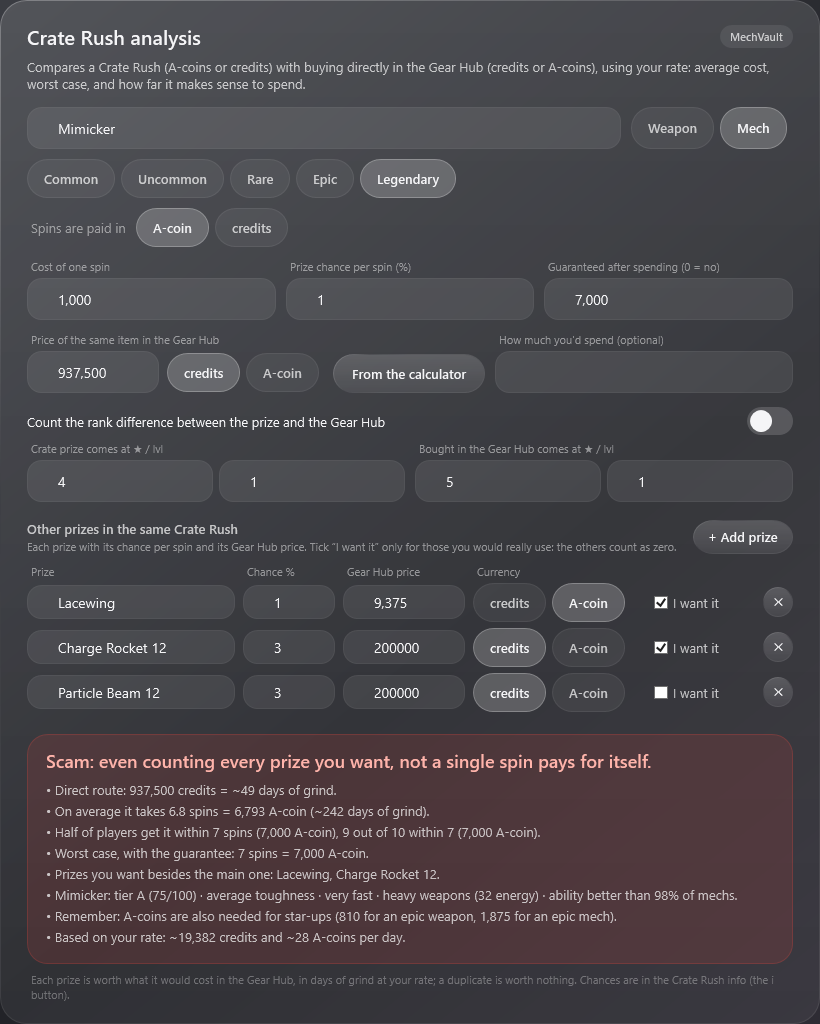 Crate Rush analysis
MechVault
Compares a Crate Rush (A-coins or credits) with buying directly in the Gear Hub (credits or A-coins), using your rate: average cost,
worst case, and how far it makes sense to spend.
Mimicker
Weapon
Mech
Common
Uncommon
Rare
Epic
Legendary
Spins are paid in
A-coin
credits
Cost of one spin
Prize chance per spin (%)
Guaranteed after spending (0 = no)
1,000
1
7,000
Price of the same item in the Gear Hub
How much you'd spend (optional)
937,500
credits
A-coin
From the calculator
Count the rank difference between the prize and the Gear Hub
Crate prize comes at ★ / lvl
Bought in the Gear Hub comes at ★ / lvl
4
1
5
1
Other prizes in the same Crate Rush
Each prize with its chance per spin and its Gear Hub price. Tick "I want it" only for those you would really use: the others count as zero.
+ Add prize
Prize
Chance %
Gear Hub price
Currency
Lacewing
1
9,375
credits
A-coin
I want it
×
Charge Rocket 12
3
200000
credits
A-coin
I want it
×
Particle Beam 12
3
200000
credits
A-coin
I want it
×
Scam: even counting every prize you want, not a single spin pays for itself.
• Direct route: 937,500 credits = ~49 days of grind.
• On average it takes 6.8 spins = 6,793 A-coin (~242 days of grind).
• Half of players get it within 7 spins (7,000 A-coin), 9 out of 10 within 7 (7,000 A-coin).
• Worst case, with the guarantee: 7 spins = 7,000 A-coin.
• Prizes you want besides the main one: Lacewing, Charge Rocket 12.
• Mimicker: tier A (75/100) · average toughness · very fast · heavy weapons (32 energy) · ability better than 98% of mechs.
• Remember: A-coins are also needed for star-ups (810 for an epic weapon, 1,875 for an epic mech).
• Based on your rate: ~19,382 credits and ~28 A-coins per day.
Each prize is worth what it would cost in the Gear Hub, in days of grind at your rate; a duplicate is worth nothing. Chances are in the Crate Rush info (the i
button).